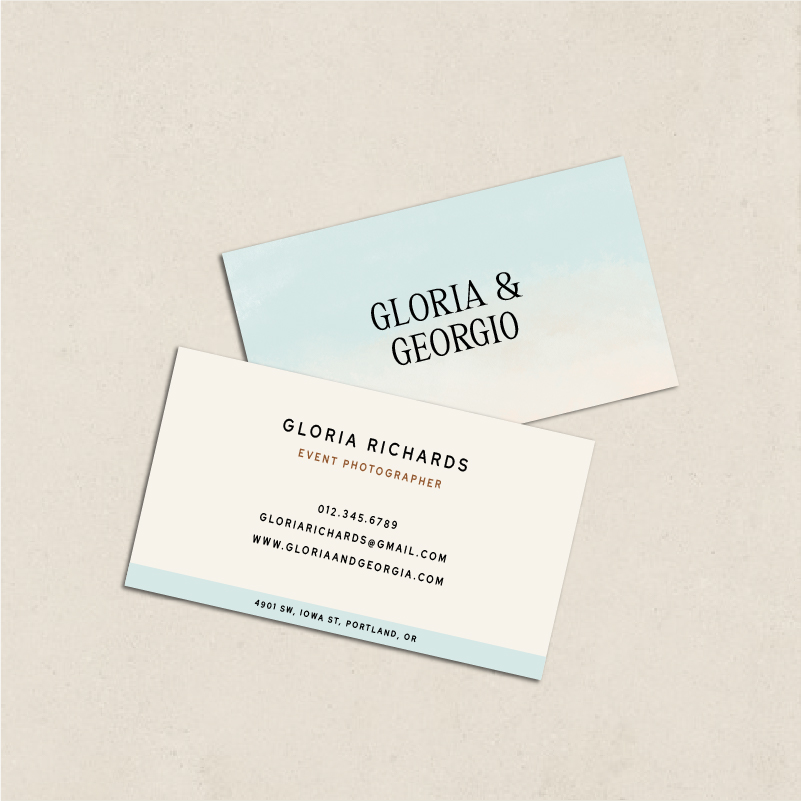 GLORIA &
GEORGIO
GLORIA RICHARDS
EVENT PHOTOGRAPHER
012.345.6789
GLORIARICHARDS@GMAIL.COM
WWW.GLORIAANDGEORGIA.COM
4901 SW, IOWA ST, PORTLAND, OR